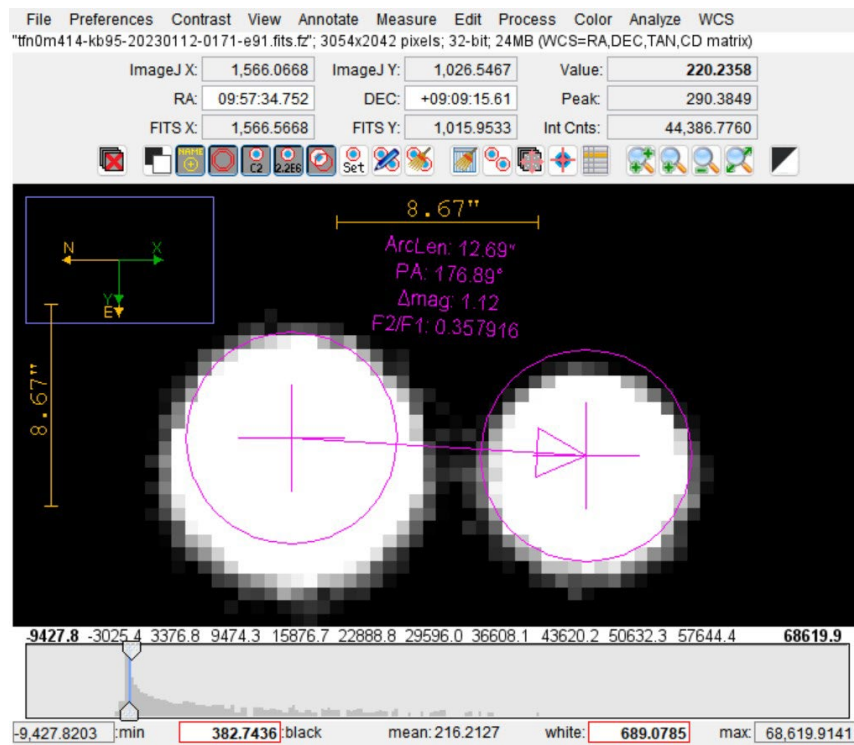 File Preferences Contrast View Annotate Measure Edit Process Color Analyze WCS
"tfn0m414-kb95-20230112-0171-e91.fits.fz"; 3054x2042 pixels; 32-bit; 24MB (WCS=RA,DEC,TAN,CD matrix)
ImageJ X: 1,566.0668 ImageJ Y: 1,026.5467 Value: 220.2358
RA: 09:57:34.752 DEC: +09:09:15.61 Peak: 290.3849
FITS X: 1,566.5668 FITS Y: 1,015.9533 Int Cnts: 44,386.7760
NAME C2 2.2E6 Set
8.67"
N X
Y
E
ArcLen: 12.69"
PA: 176.89°
Δmag: 1.12
F2/F1: 0.357916
8.67"
-9427.8 -3025.4 3376.8 9474.3 15876.7 22888.8 29596.0 36608.1 43620.2 50632.3 57644.4 68619.9
-9,427.8203 :min 382.7436 :black mean: 216.2127 white: 689.0785 max: 68,619.9141